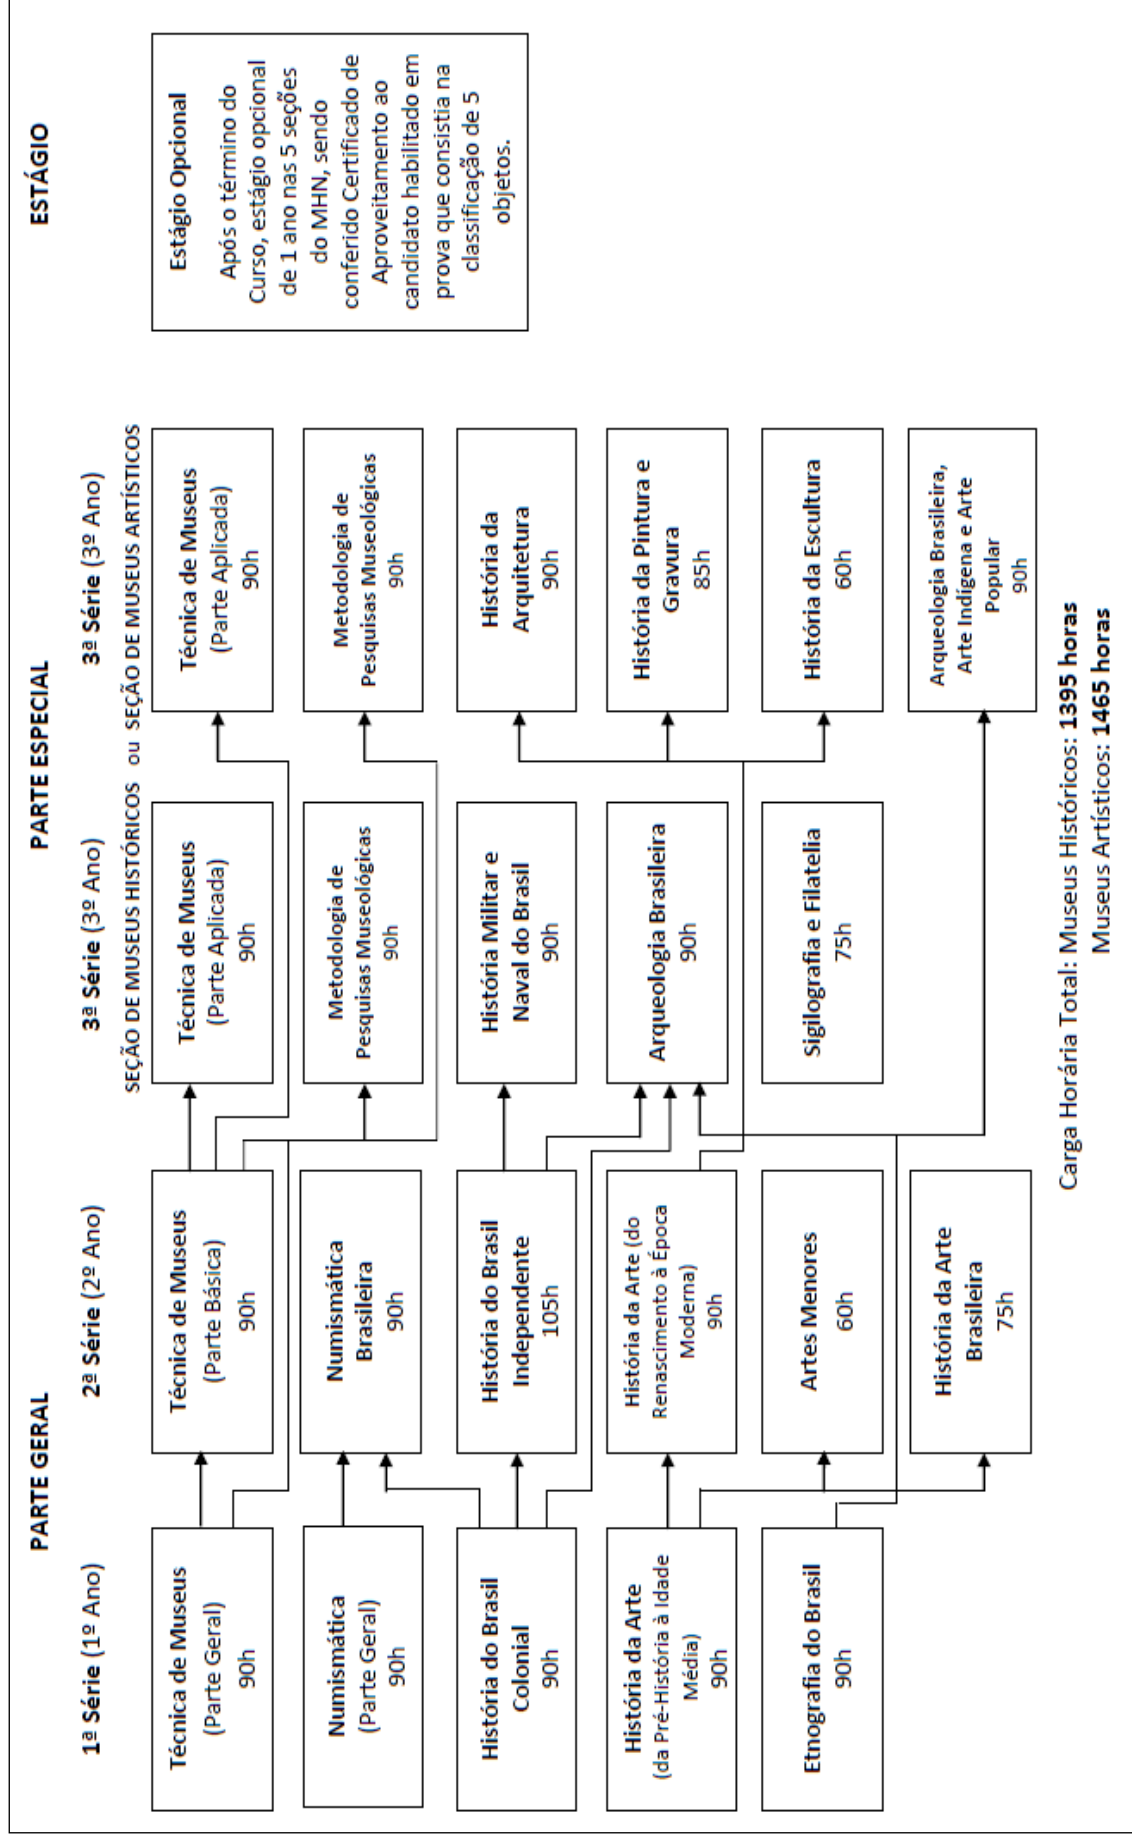 PARTE GERAL
PARTE ESPECIAL
ESTÁGIO
1ª Série (1º Ano)
2ª Série (2º Ano)
3ª Série (3º Ano)
3ª Série (3º Ano)
SEÇÃO DE MUSEUS HISTÓRICOS ou SEÇÃO DE MUSEUS ARTÍSTICOS
Técnica de Museus
(Parte Geral)
90h
Numismática
(Parte Geral)
90h
História do Brasil
Colonial
90h
História da Arte
(da Pré-História à Idade
Média)
90h
Etnografia do Brasil
90h
Técnica de Museus
(Parte Básica)
90h
Numismática
Brasileira
90h
História do Brasil
Independente
105h
História da Arte (do
Renascimento à Época
Moderna)
90h
Artes Menores
60h
História da Arte
Brasileira
75h
Técnica de Museus
(Parte Aplicada)
90h
Metodologia de
Pesquisas Museológicas
90h
História Militar e
Naval do Brasil
90h
Arqueologia Brasileira
90h
Sigilografia e Filatelia
75h
Técnica de Museus
(Parte Aplicada)
90h
Metodologia de
Pesquisas Museológicas
90h
História da
Arquitetura
90h
História da Pintura e
Gravura
85h
História da Escultura
60h
Arqueologia Brasileira,
Arte Indígena e Arte
Popular
90h
Estágio Opcional
Após o término do
Curso, estágio opcional
de 1 ano nas 5 seções
do MHN, sendo
conferido Certificado de
Aproveitamento ao
candidato habilitado em
prova que consistia na
classificação de 5
objetos.
Carga Horária Total: Museus Históricos: 1395 horas
Museus Artísticos: 1465 horas